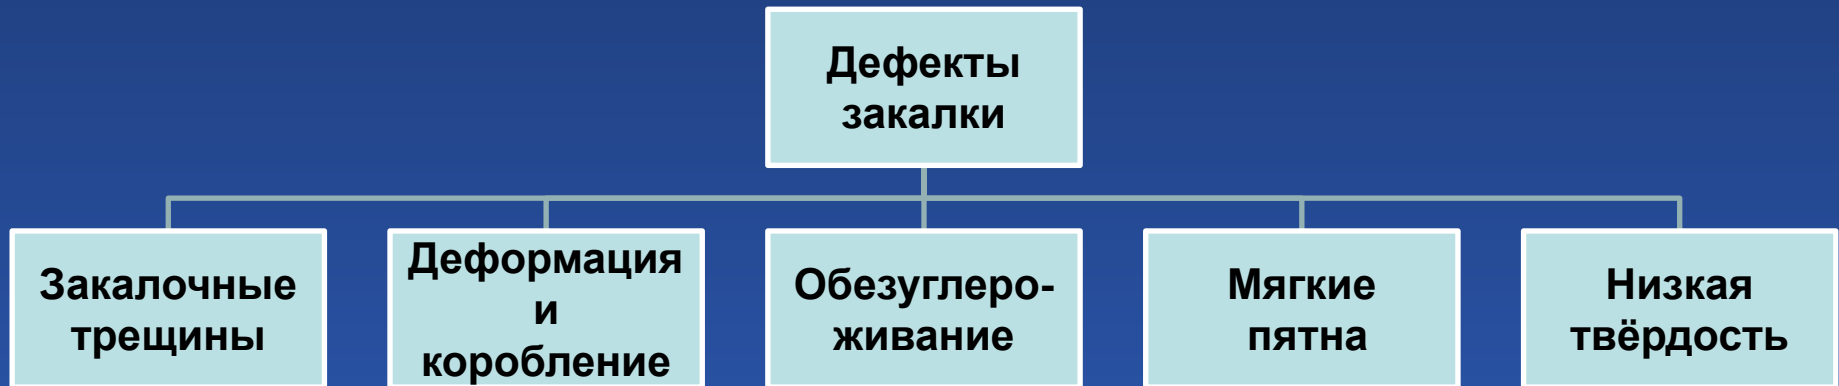 Дефекты
закалки
Закалочные
трещины
Деформация
и
коробление
Обезуглеро-
живание
Мягкие
пятна
Низкая
твёрдость